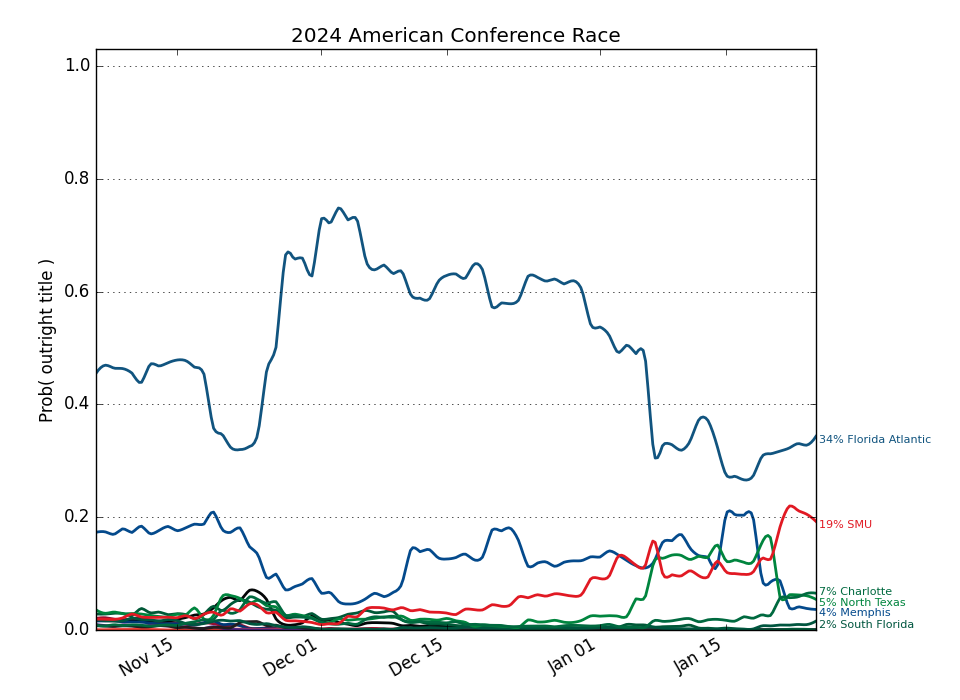 2024 American Conference Race
Prob( outright title )
1.0
0.8
0.6
0.4
0.2
0.0
34% Florida Atlantic
19% SMU
7% Charlotte
5% North Texas
4% Memphis
2% South Florida
Nov 15
Dec 01
Dec 15
Jan 01
Jan 15